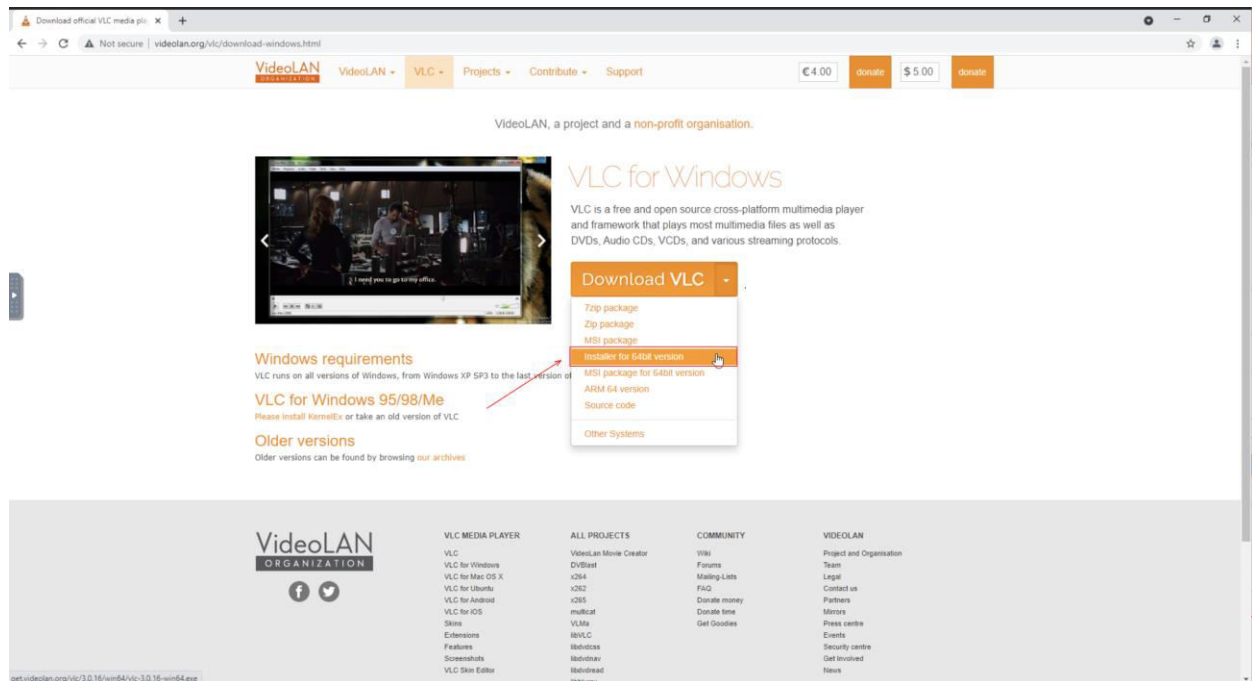 Download official VLC media pla
Not secure | videolan.org/vlc/download-windows.html
VideoLAN
ORGANIZATION
VideoLAN
VLC
Projects
Contribute
Support
€ 4.00
donate
$ 5.00
donate
VideoLAN, a project and a non-profit organisation.
I need you to go to my office.
VLC for Windows
VLC is a free and open source cross-platform multimedia player
and framework that plays most multimedia files as well as
DVDs, Audio CDs, VCDs, and various streaming protocols.
Download VLC
7zip package
Zip package
MSI package
Installer for 64bit version
MSI package for 64bit version
ARM 64 version
Source code
Other Systems
Windows requirements
VLC runs on all versions of Windows, from Windows XP SP3 to the last version of
VLC for Windows 95/98/Me
Please install KernelEx or take an old version of VLC
Older versions
Older versions can be found by browsing our archives
VideoLAN
ORGANIZATION
VLC MEDIA PLAYER
VLC
VLC for Windows
VLC for Mac OS X
VLC for Ubuntu
VLC for Android
VLC for iOS
Skins
Extensions
Features
Screenshots
VLC Skin Editor
ALL PROJECTS
VideoLan Movie Creator
DVBlast
x264
x262
x265
multicat
VLMa
libVLC
libdvdcss
libdvdnav
libdvdread
COMMUNITY
Wiki
Forums
Mailing-Lists
FAQ
Donate money
Donate time
Get Goodies
VIDEOLAN
Project and Organisation
Team
Legal
Contact us
Partners
Mirrors
Press centre
Events
Security centre
Get Involved
News
get.videolan.org/vlc/3.0.16/win64/vlc-3.0.16-win64.exe